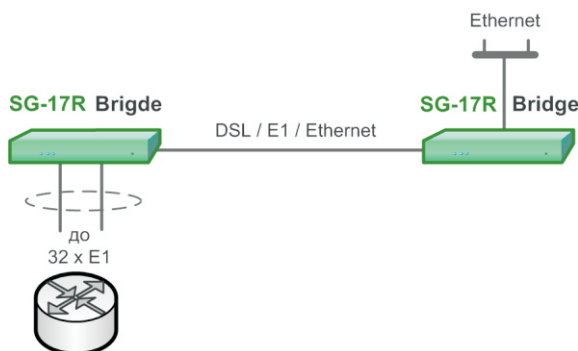 Ethernet
SG-17R Brigde
SG-17R Bridge
DSL / E1 / Ethernet
до
32 x E1